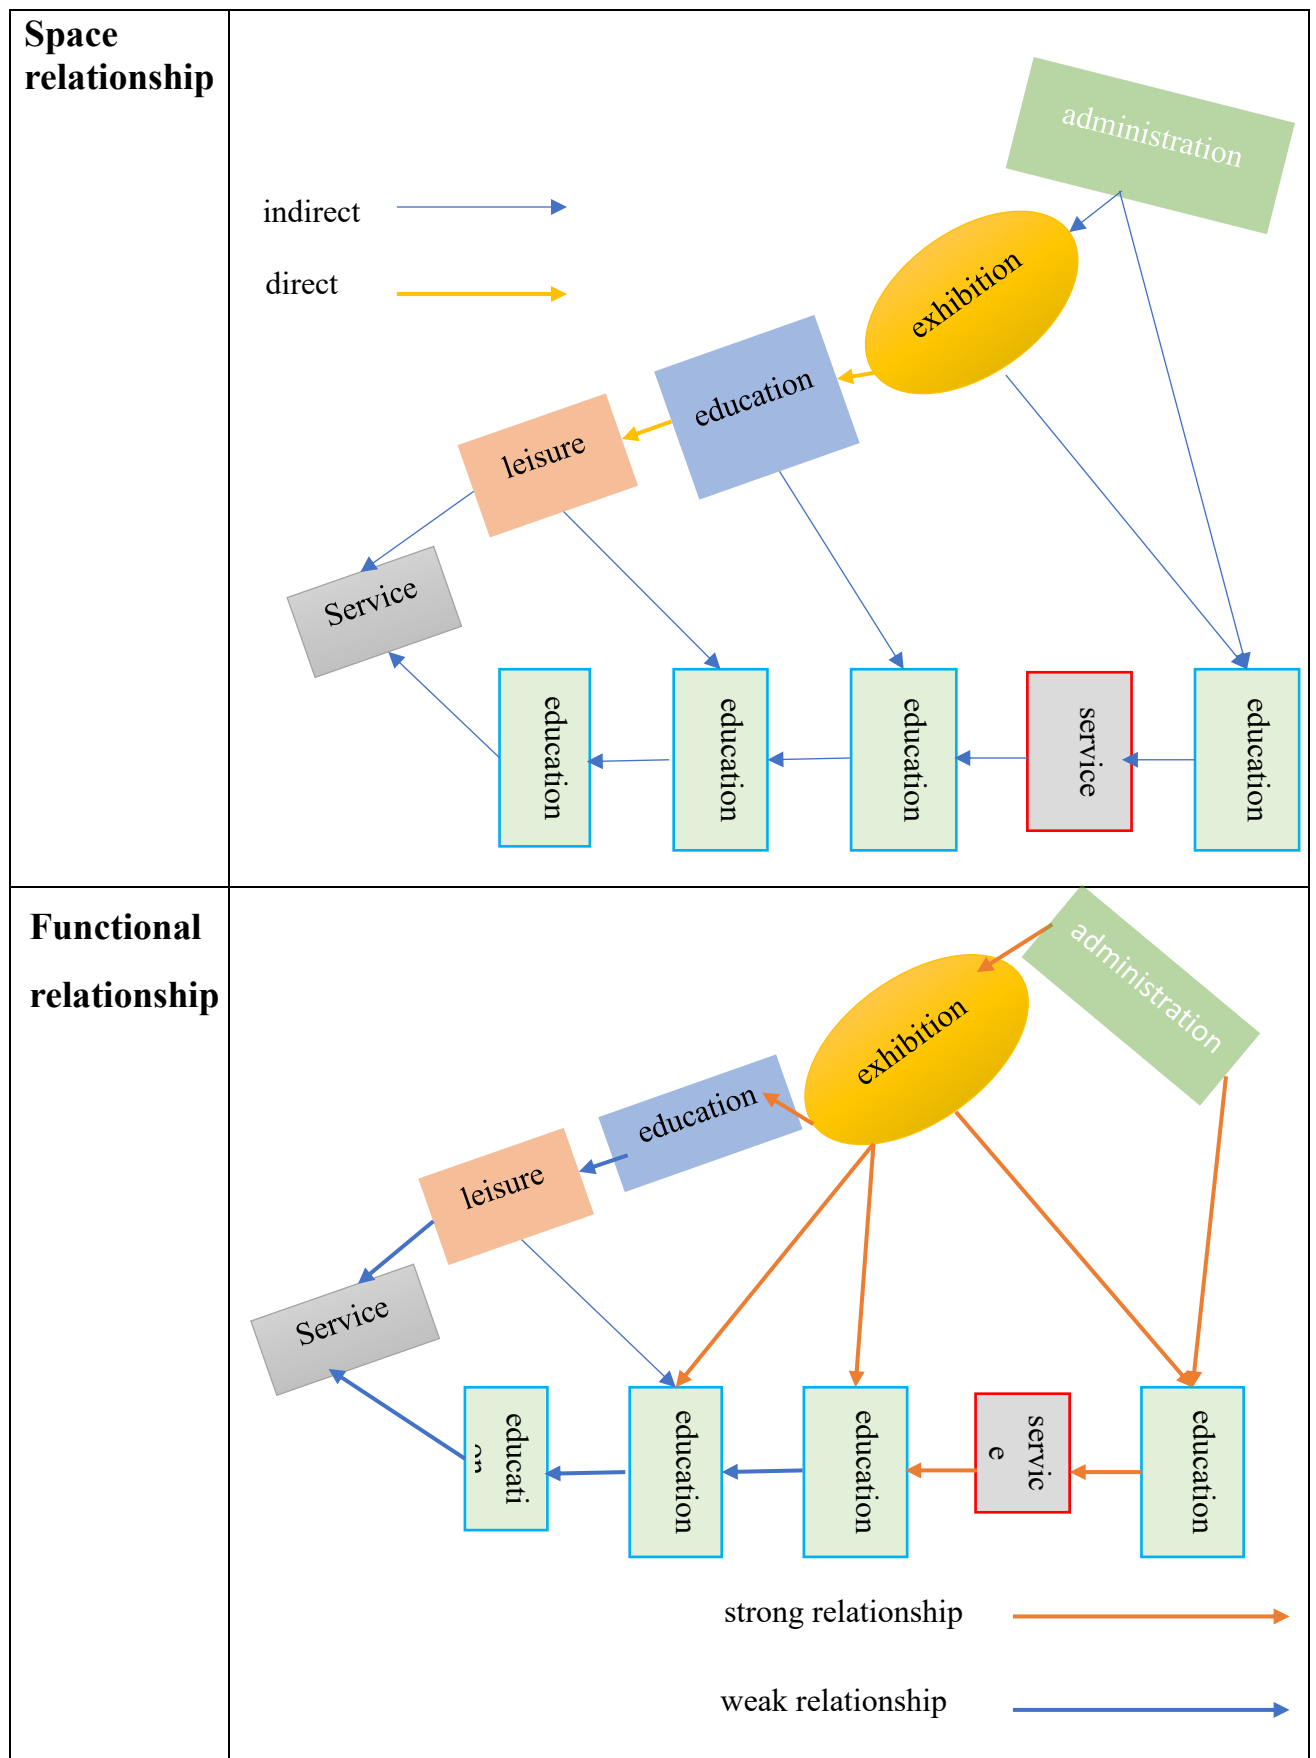 Space
relationship
administration
indirect
exhibition
direct
education
leisure
Service
education
education
education
service
education
Functional
relationship
administration
exhibition
education
leisure
Service
educati
on
education
education
servic
e
education
strong relationship
weak relationship